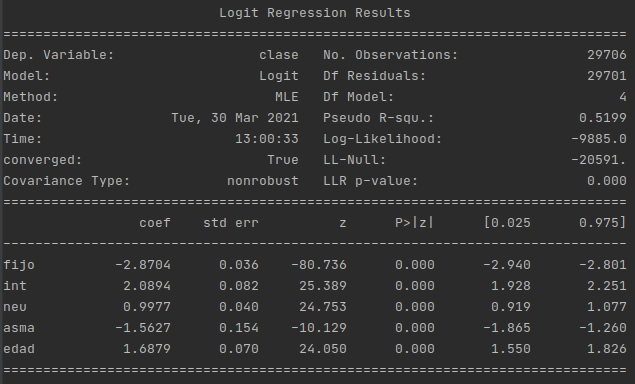 Logit Regression Results
==============================================================================
Dep. Variable: clase No. Observations: 29706
Model: Logit Df Residuals: 29701
Method: MLE Df Model: 4
Date: Tue, 30 Mar 2021 Pseudo R-squ.: 0.5199
Time: 13:00:33 Log-Likelihood: -9885.0
converged: True LL-Null: -20591.
Covariance Type: nonrobust LLR p-value: 0.000
==============================================================================
coef std err z P>|z| [0.025 0.975]
------------------------------------------------------------------------------
fijo -2.8704 0.036 -80.736 0.000 -2.940 -2.801
int 2.0894 0.082 25.389 0.000 1.928 2.251
neu 0.9977 0.040 24.753 0.000 0.919 1.077
asma -1.5627 0.154 -10.129 0.000 -1.865 -1.260
edad 1.6879 0.070 24.050 0.000 1.550 1.826
==============================================================================